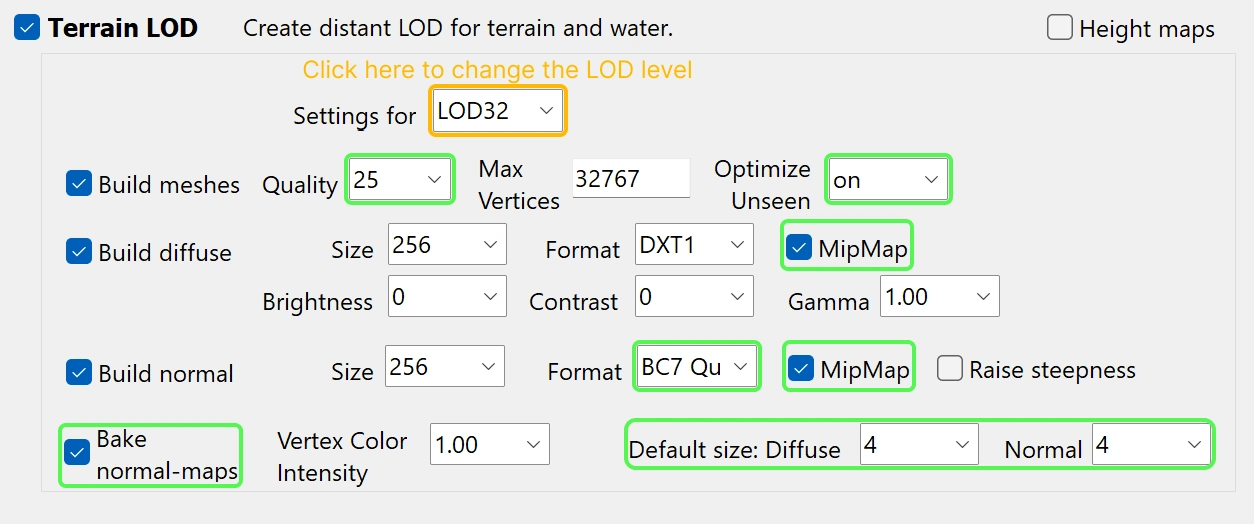 Terrain LOD Create distant LOD for terrain and water. Height maps
Click here to change the LOD level
Settings for LOD32
Build meshes Quality 25 Max Vertices 32767 Optimize Unseen on
Build diffuse Size 256 Format DXT1 MipMap
Brightness 0 Contrast 0 Gamma 1.00
Build normal Size 256 Format BC7 Qu MipMap Raise steepness
Bake normal-maps Vertex Color Intensity 1.00 Default size: Diffuse 4 Normal 4